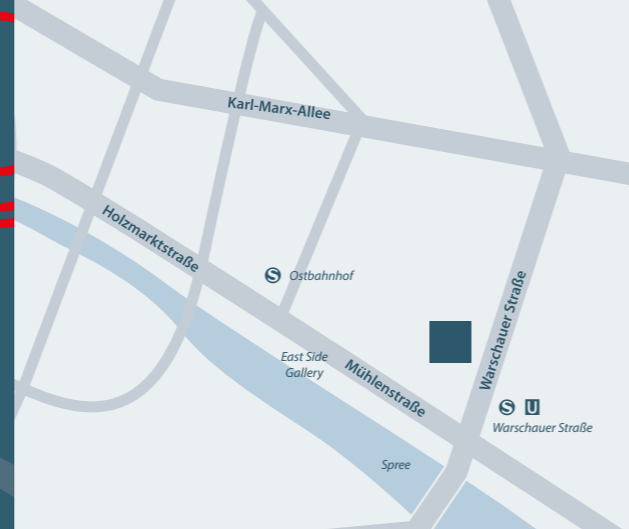 Karl-Marx-Allee
Holzmarktstraße
S Ostbahnhof
East Side
Gallery
Mühlenstraße
Warschauer Straße
S U
Warschauer Straße
Spree